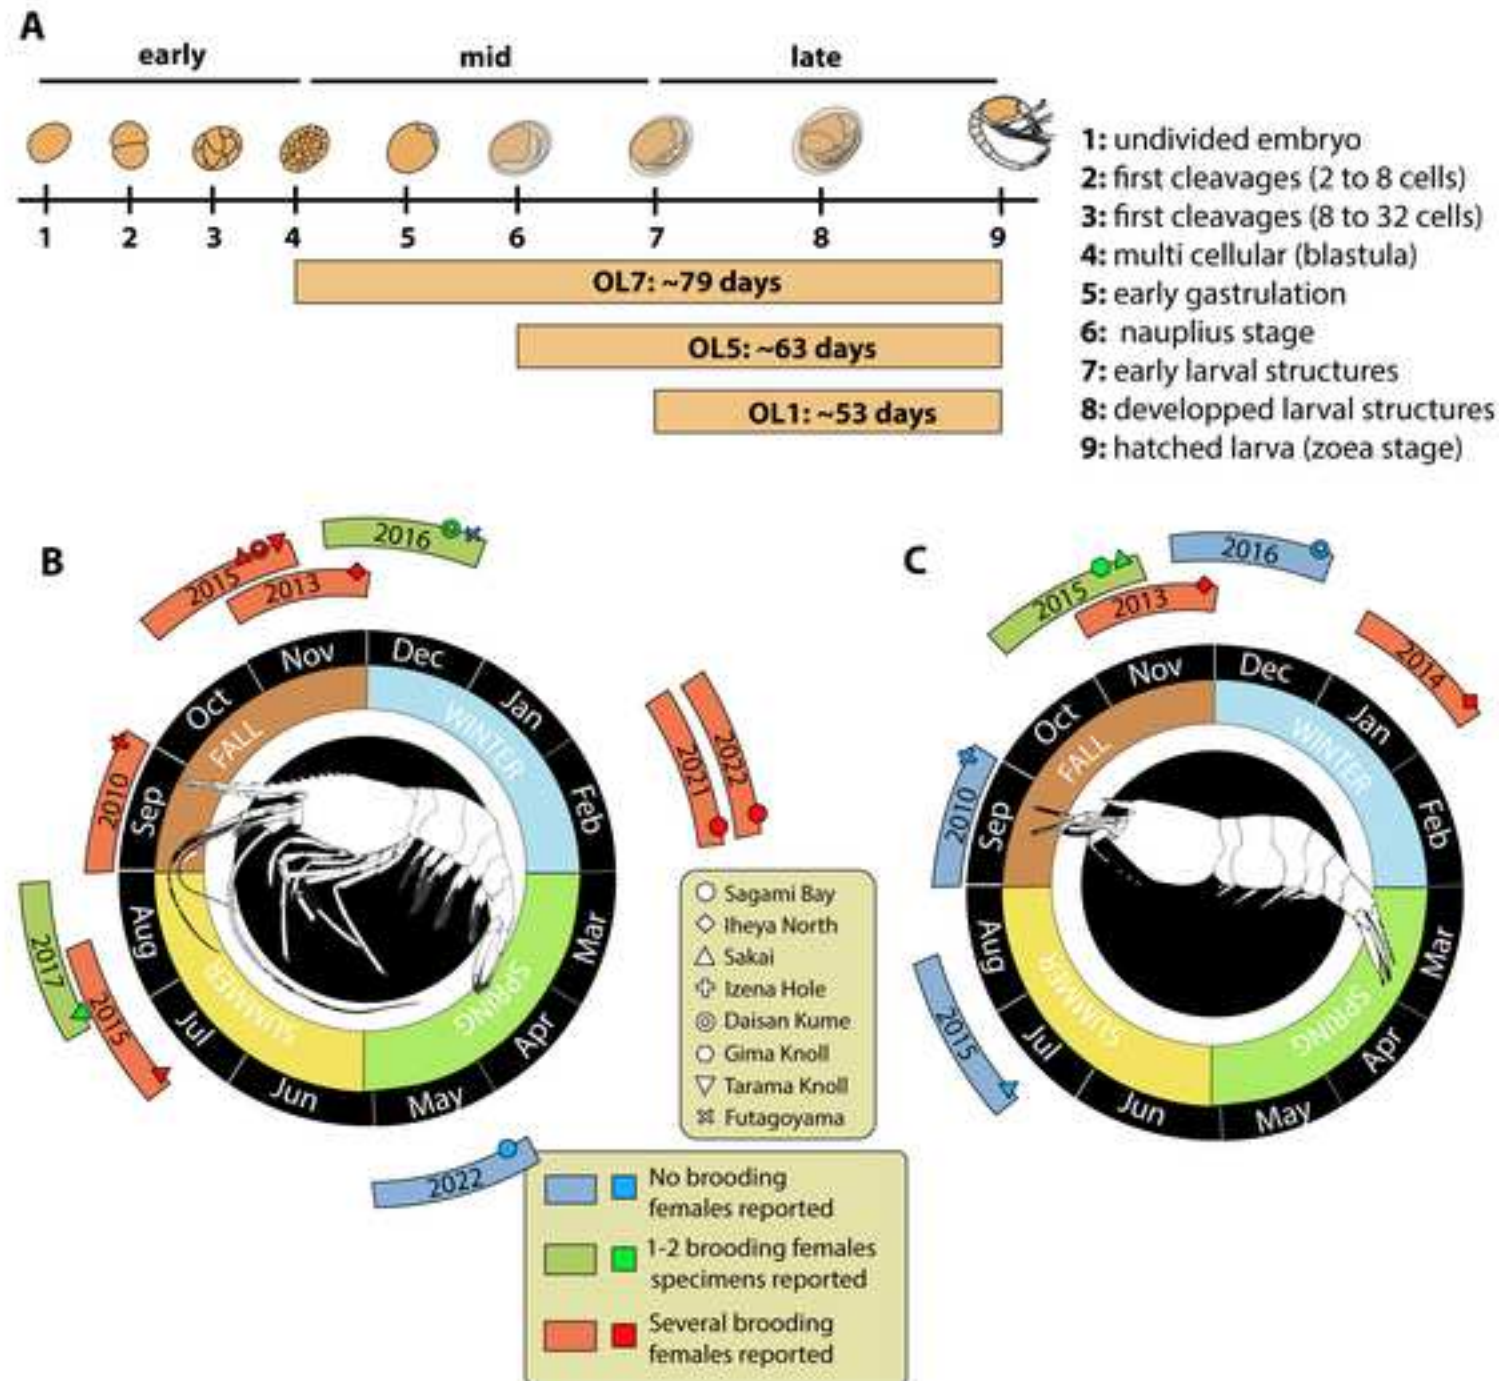 A
early mid late
1 2 3 4 5 6 7 8 9
OL7: ~79 days
OL5: ~63 days
OL1: ~53 days
1: undivided embryo
2: first cleavages (2 to 8 cells)
3: first cleavages (8 to 32 cells)
4: multi cellular (blastula)
5: early gastrulation
6: nauplius stage
7: early larval structures
8: developped larval structures
9: hatched larva (zoea stage)
B
2015
2013
2016
2010
2017
2015
2021
2022
2022
Dec
Jan
Feb
Mar
Apr
May
Jun
Jul
Aug
Sep
Oct
Nov
FALL
WINTER
SPRING
SUMMER
C
2015
2013
2016
2014
2010
2015
Dec
Jan
Feb
Mar
Apr
May
Jun
Jul
Aug
Sep
Oct
Nov
FALL
WINTER
SPRING
SUMMER
Sagami Bay
Iheya North
Sakai
Izena Hole
Daisan Kume
Gima Knoll
Tarama Knoll
Futagoyama
No brooding
females reported
1-2 brooding females
specimens reported
Several brooding
females reported